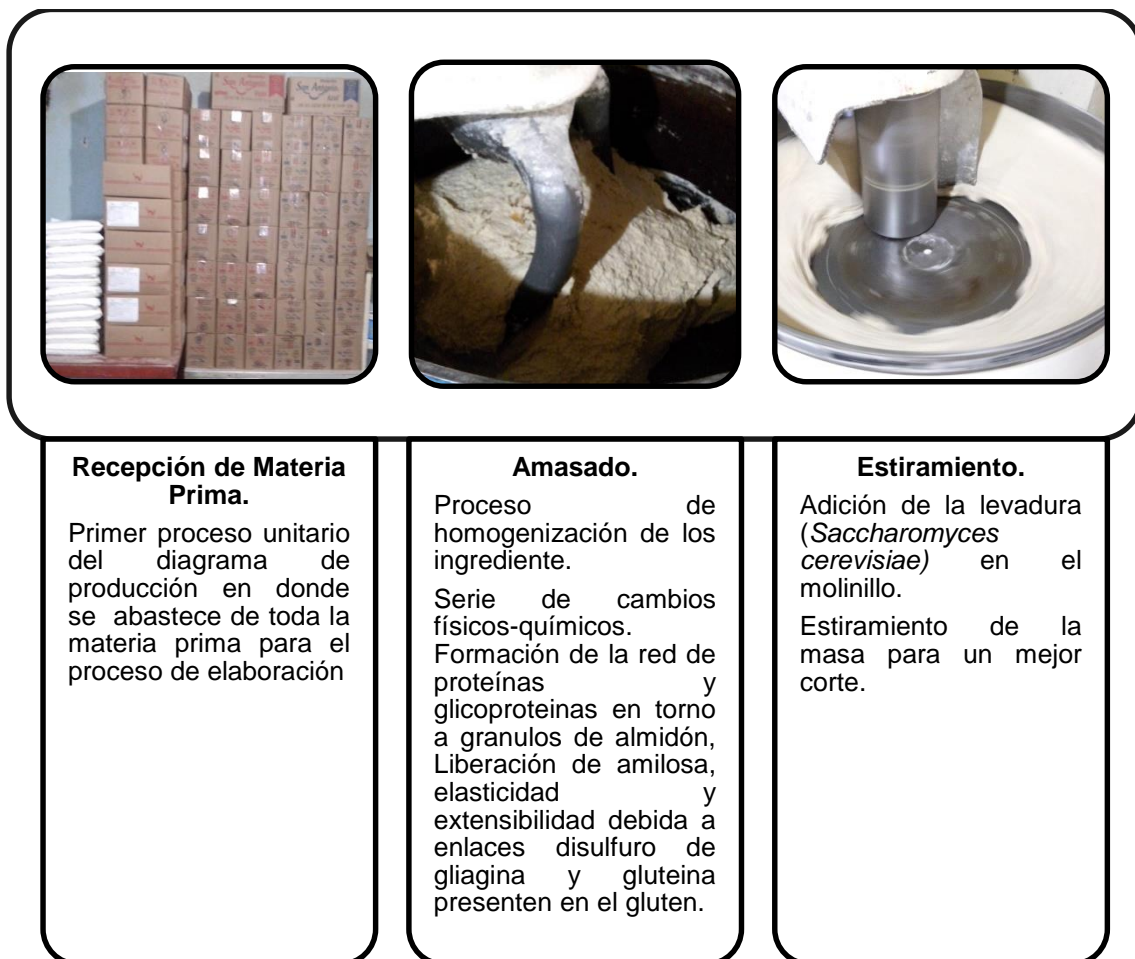 San Antonio
Recepción de Materia
Prima.
Primer proceso unitario
del diagrama de
producción en donde
se abastece de toda la
materia prima para el
proceso de elaboración
Amasado.
Proceso de
homogenización de los
ingrediente.
Serie de cambios
físicos-químicos.
Formación de la red de
proteínas y
glicoproteinas en torno
a granulos de almidón,
Liberación de amilosa,
elasticidad y
extensibilidad debida a
enlaces disulfuro de
gliagina y gluteina
presenten en el gluten.
Estiramiento.
Adición de la levadura
(Saccharomyces
cerevisiae) en el
molinillo.
Estiramiento de la
masa para un mejor
corte.